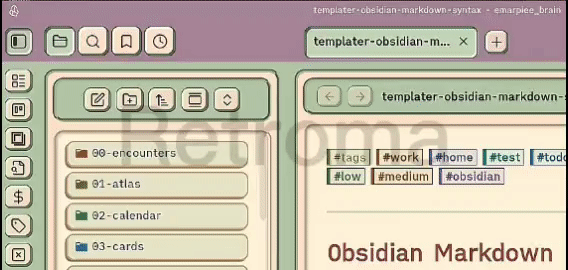 templater-obsidian-markdown-syntax - emarpiee_brain
templater-obsidian-m...
templater-obsidian-markdown-s
Retroma
00-encounters
01-atlas
02-calendar
03-cards
#tags #work #home #test #todo
#low #medium #obsidian
Obsidian Markdown